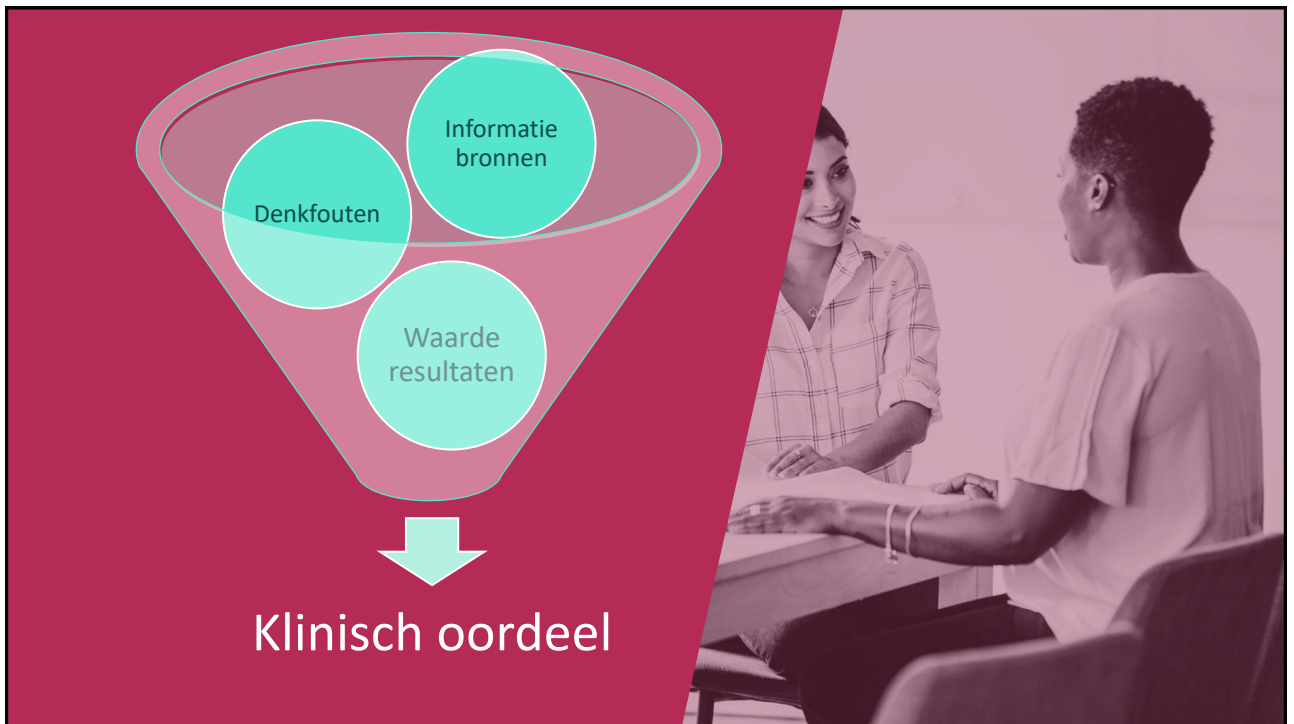 Informatie
bronnen
Denkfouten
Waarde
resultaten
Klinisch oordeel